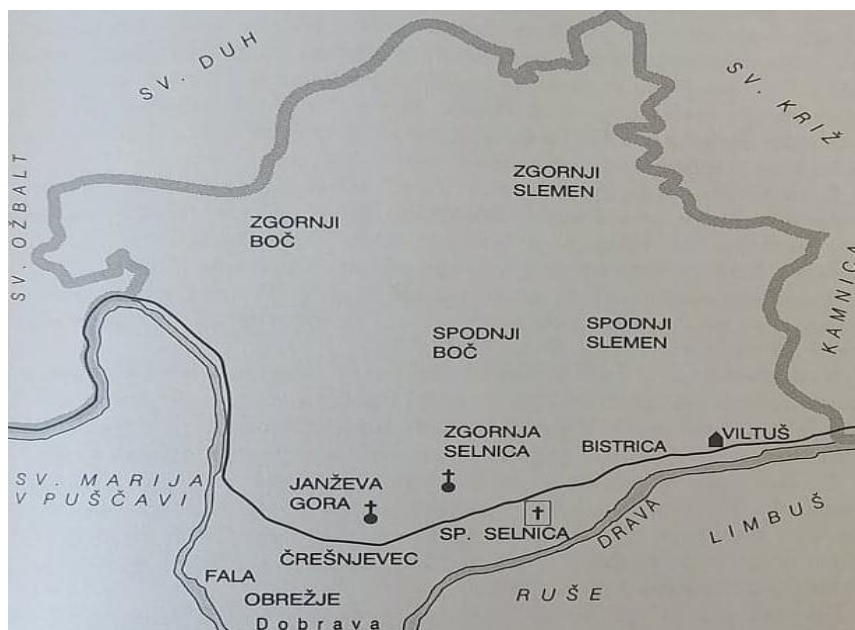 SV. DUH
SV. KRIŽ
SV. OŽBALT
ZGORNJI
SLEMEN
ZGORNJI
BOČ
KAMNICA
SPODNJI
BOČ
SPODNJI
SLEMEN
ZGORNJA
SELNICA
BISTRICA
VILTUŠ
SV. MARIJA
V PUŠČAVI
JANŽEVA
GORA
SP. SELNICA
DRAVA
LIMBUŠ
ČREŠNJEVEC
FALA
OBREŽJE
RUŠE
Dobrava